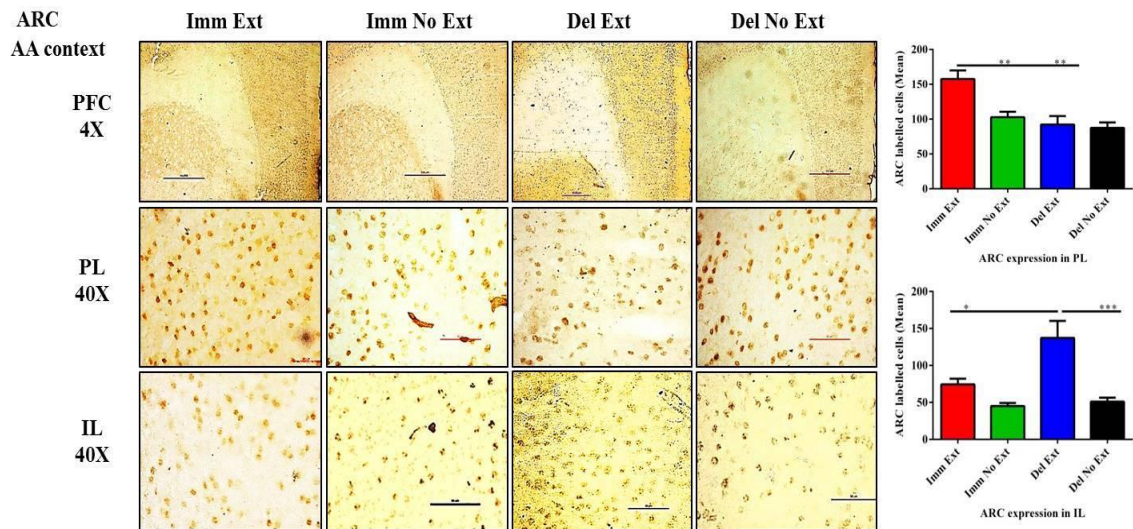 ARC
AA context
Imm Ext
Imm No Ext
Del Ext
Del No Ext
PFC
4X
PL
40X
IL
40X
ARC labelled cells (Mean)
200
150
100
50
0
**
**
Imm Ext
Imm No Ext
Del Ext
Del No Ext
ARC expression in PL
ARC labelled cells (Mean)
200
150
100
50
0
*
***
Imm Ext
Imm No Ext
Del Ext
Del No Ext
ARC expression in IL